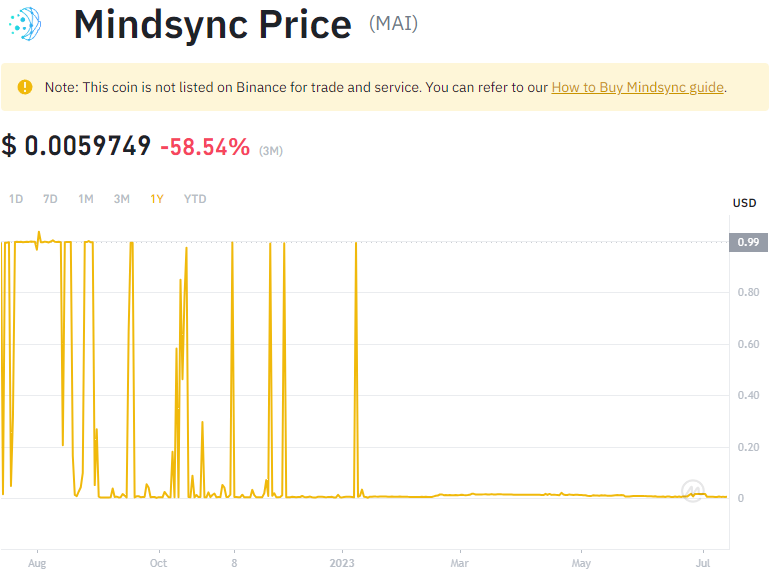 Mindsync Price (MAI)
Note: This coin is not listed on Binance for trade and service. You can refer to our How to Buy Mindsync guide.
$ 0.0059749 -58.54% (3M)
1D 7D 1M 3M 1Y YTD
USD
0.99
0.80
0.60
0.40
0.20
0
Aug Oct 8 2023 Mar May Jul